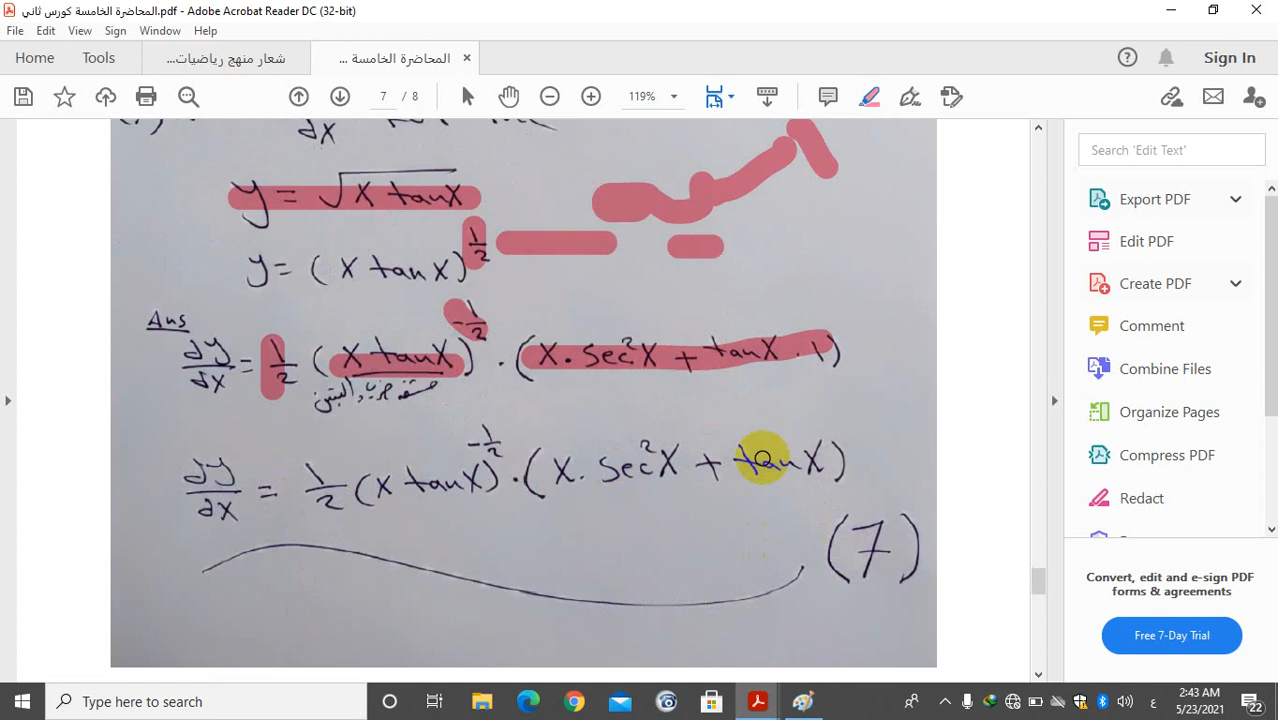 المحاضرة الخامسة كورس ثاني.pdf - Adobe Acrobat Reader DC (32-bit)
File Edit View Sign Window Help
Home Tools شعار منهج رياضيات... المحاضرة الخامسة ... × Sign In
7 / 8 119%
dx
y = √x tanx
y = (x tanx)^1/2
Ans
dy/dx = 1/2 (x tanx)^-1/2 . (x . sec²x + tanx . 1)
dy/dx = 1/2 (x tanx)^-1/2 . (x . sec²x + tanx)
(7)
Search 'Edit Text'
Export PDF
Edit PDF
Create PDF
Comment
Combine Files
Organize Pages
Compress PDF
Redact
Convert, edit and e-sign PDF
forms & agreements
Free 7-Day Trial
Type here to search
ع
2:43 AM
5/23/2021
22